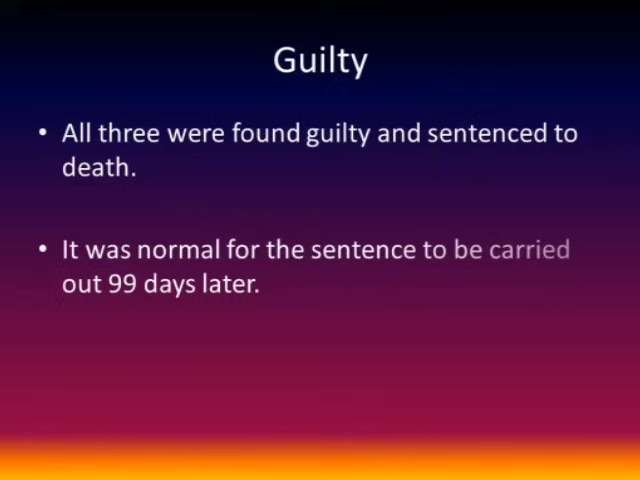 Guilty
• All three were found guilty and sentenced to
death.
• It was normal for the sentence to be carried
out 99 days later.